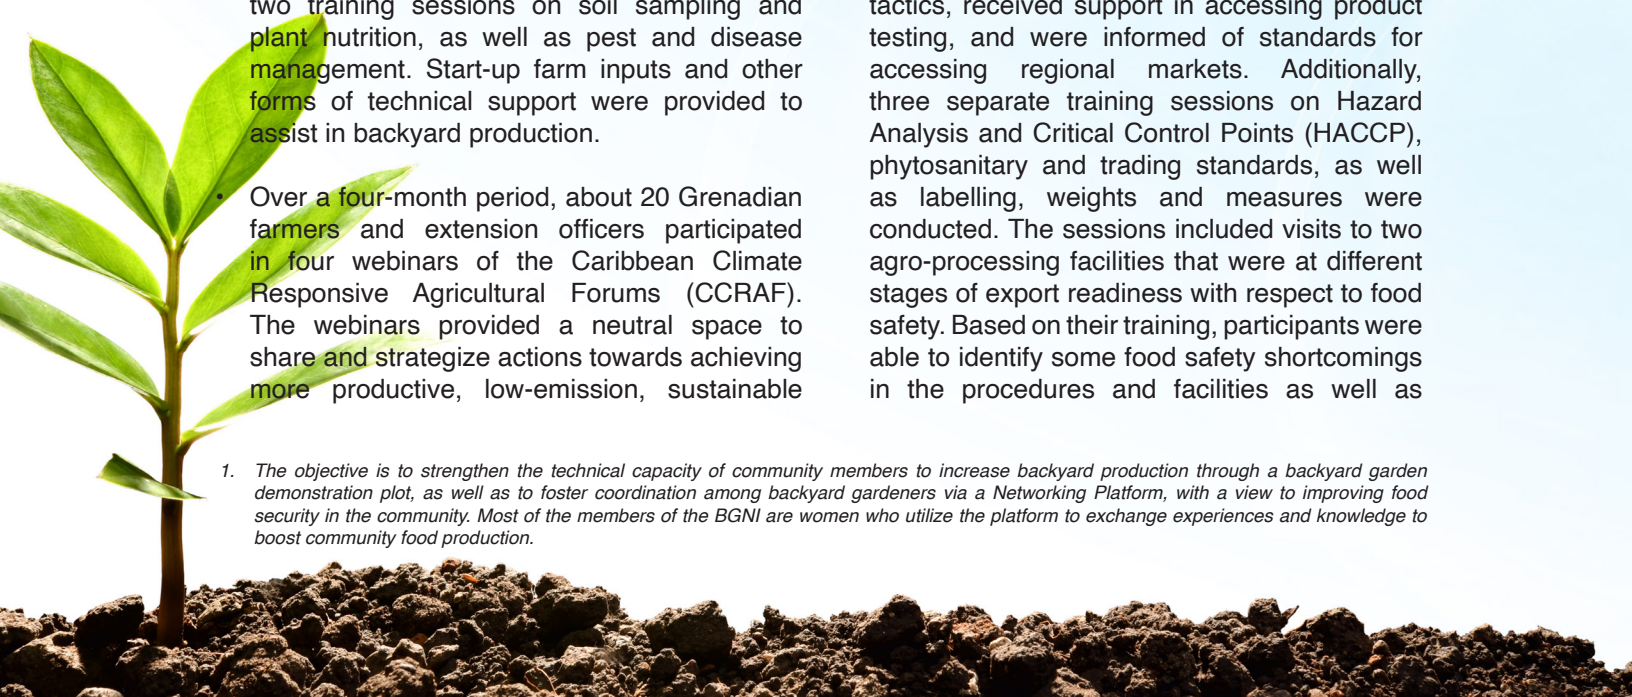 two training sessions on soil sampling and
plant nutrition, as well as pest and disease
management. Start-up farm inputs and other
forms of technical support were provided to
assist in backyard production.
• Over a four-month period, about 20 Grenadian
farmers and extension officers participated
in four webinars of the Caribbean Climate
Responsive Agricultural Forums (CCRAF).
The webinars provided a neutral space to
share and strategize actions towards achieving
more productive, low-emission, sustainable
tactics, received support in accessing product
testing, and were informed of standards for
accessing regional markets. Additionally,
three separate training sessions on Hazard
Analysis and Critical Control Points (HACCP),
phytosanitary and trading standards, as well
as labelling, weights and measures were
conducted. The sessions included visits to two
agro-processing facilities that were at different
stages of export readiness with respect to food
safety. Based on their training, participants were
able to identify some food safety shortcomings
in the procedures and facilities as well as
1. The objective is to strengthen the technical capacity of community members to increase backyard production through a backyard garden
demonstration plot, as well as to foster coordination among backyard gardeners via a Networking Platform, with a view to improving food
security in the community. Most of the members of the BGNI are women who utilize the platform to exchange experiences and knowledge to
boost community food production.